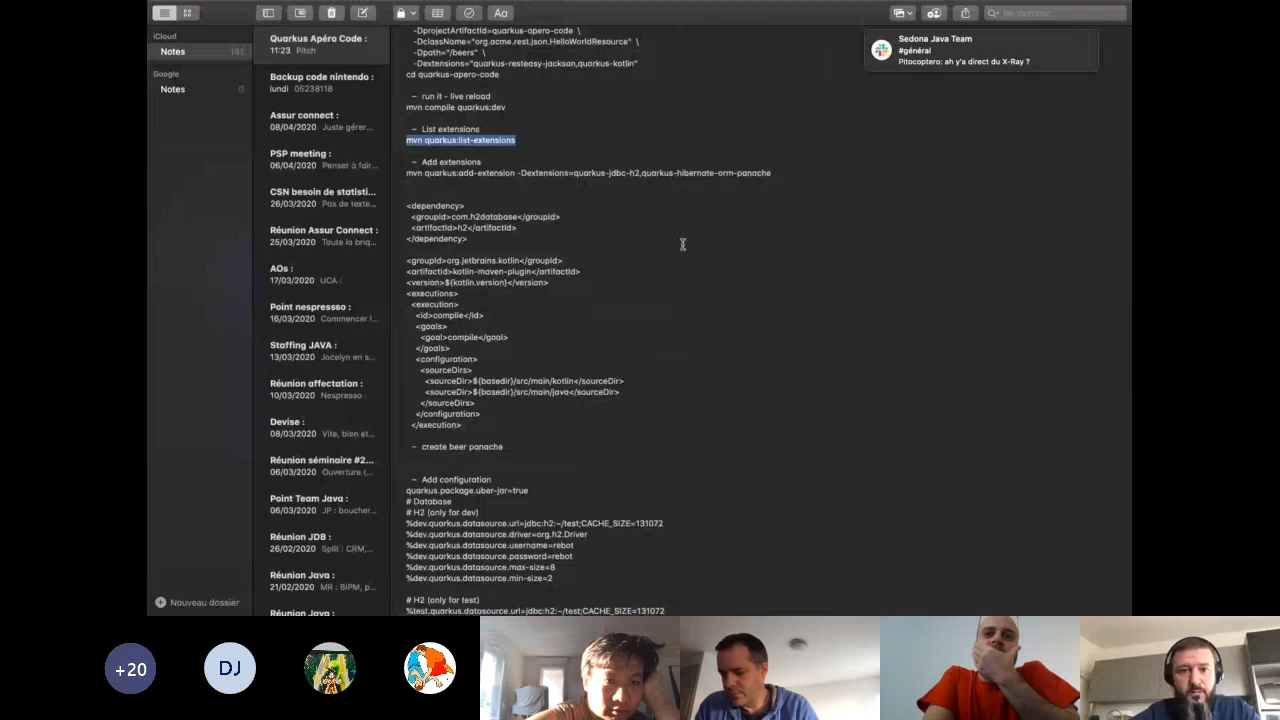 Aa
Rechercher
iCloud
Notes
143
Google
Notes
0
Nouveau dossier
Quarkus Apéro Code :
11:23 Pitch
Backup code nintendo :
lundi 05238118
Assur connect :
08/04/2020 Juste gérer...
PSP meeting :
06/04/2020 Penser à fair...
CSN besoin de statisti...
26/03/2020 Pas de texte...
Réunion Assur Connect :
25/03/2020 Toute la briq...
AOs :
17/03/2020 UCA :
Point nespressso :
16/03/2020 Commencer l...
Staffing JAVA :
13/03/2020 Jocelyn en s...
Réunion affectation :
10/03/2020 Nespresso :
Devise :
08/03/2020 Vite, bien et...
Réunion séminaire #2...
06/03/2020 Ouverture (...
Point Team Java :
06/03/2020 JP : boucher...
Réunion JDB :
26/02/2020 Split : CRM,...
Réunion Java :
21/02/2020 MR : BIPM, p...
Réunion Java :
-DprojectArtifactId=quarkus-apero-code \
-DclassName="org.acme.rest.json.HelloWorldResource" \
-Dpath="/beers" \
-Dextensions="quarkus-resteasy-jackson,quarkus-kotlin"
cd quarkus-apero-code
– run it - live reload
mvn compile quarkus:dev
– List extensions
mvn quarkus:list-extensions
– Add extensions
mvn quarkus:add-extension -Dextensions=quarkus-jdbc-h2,quarkus-hibernate-orm-panache
<dependency>
<groupId>com.h2database</groupId>
<artifactId>h2</artifactId>
</dependency>
<groupId>org.jetbrains.kotlin</groupId>
<artifactId>kotlin-maven-plugin</artifactId>
<version>${kotlin.version}</version>
<executions>
<execution>
<id>compile</id>
<goals>
<goal>compile</goal>
</goals>
<configuration>
<sourceDirs>
<sourceDir>${basedir}/src/main/kotlin</sourceDir>
<sourceDir>${basedir}/src/main/java</sourceDir>
</sourceDirs>
</configuration>
</execution>
– create beer panache
– Add configuration
quarkus.package.uber-jar=true
# Database
# H2 (only for dev)
%dev.quarkus.datasource.url=jdbc:h2:~/test;CACHE_SIZE=131072
%dev.quarkus.datasource.driver=org.h2.Driver
%dev.quarkus.datasource.username=rebot
%dev.quarkus.datasource.password=rebot
%dev.quarkus.datasource.max-size=8
%dev.quarkus.datasource.min-size=2
# H2 (only for test)
%test.quarkus.datasource.url=jdbc:h2:~/test;CACHE_SIZE=131072
Sedona Java Team
#général
Pitocoptero: ah y'a direct du X-Ray ?
+20
DJ